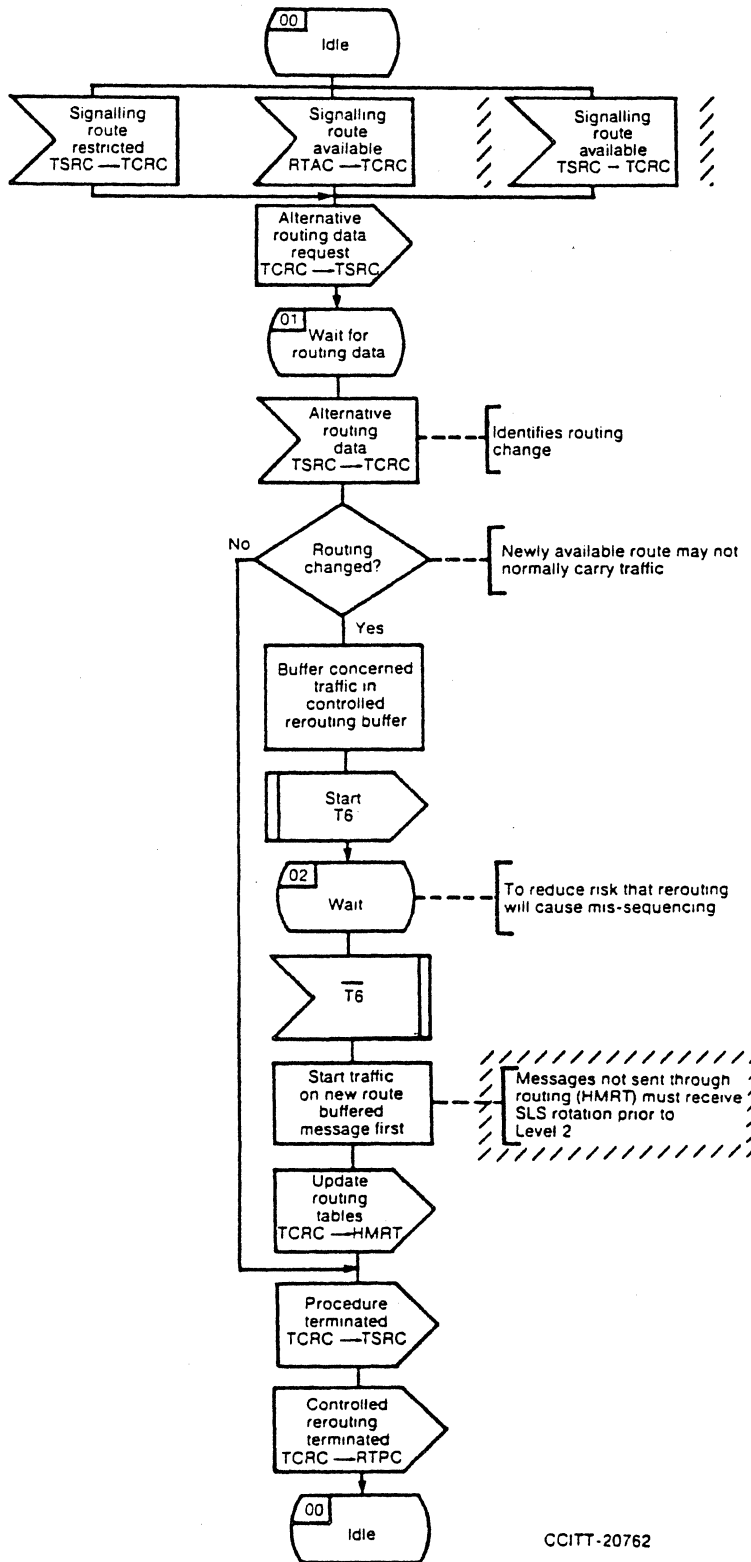 00
Idle
Signalling
route
restricted
TSRC → TCRC
Signalling
route
available
RTAC → TCRC
Signalling
route
available
TSRC → TCRC
Alternative
routing data
request
TCRC → TSRC
01
Wait for
routing data
Alternative
routing
data
TSRC → TCRC
Identifies routing
change
No
Routing
changed?
Newly available route may not
normally carry traffic
Yes
Buffer concerned
traffic in
controlled
rerouting buffer
Start
T6
02
Wait
To reduce risk that rerouting
will cause mis-sequencing
T̅6̅
Start traffic
on new route
buffered
message first
Messages not sent through
routing (HMRT) must receive
SLS rotation prior to
Level 2
Update
routing
tables
TCRC → HMRT
Procedure
terminated
TCRC → TSRC
Controlled
rerouting
terminated
TCRC → RTPC
00
Idle
CCITT-20762